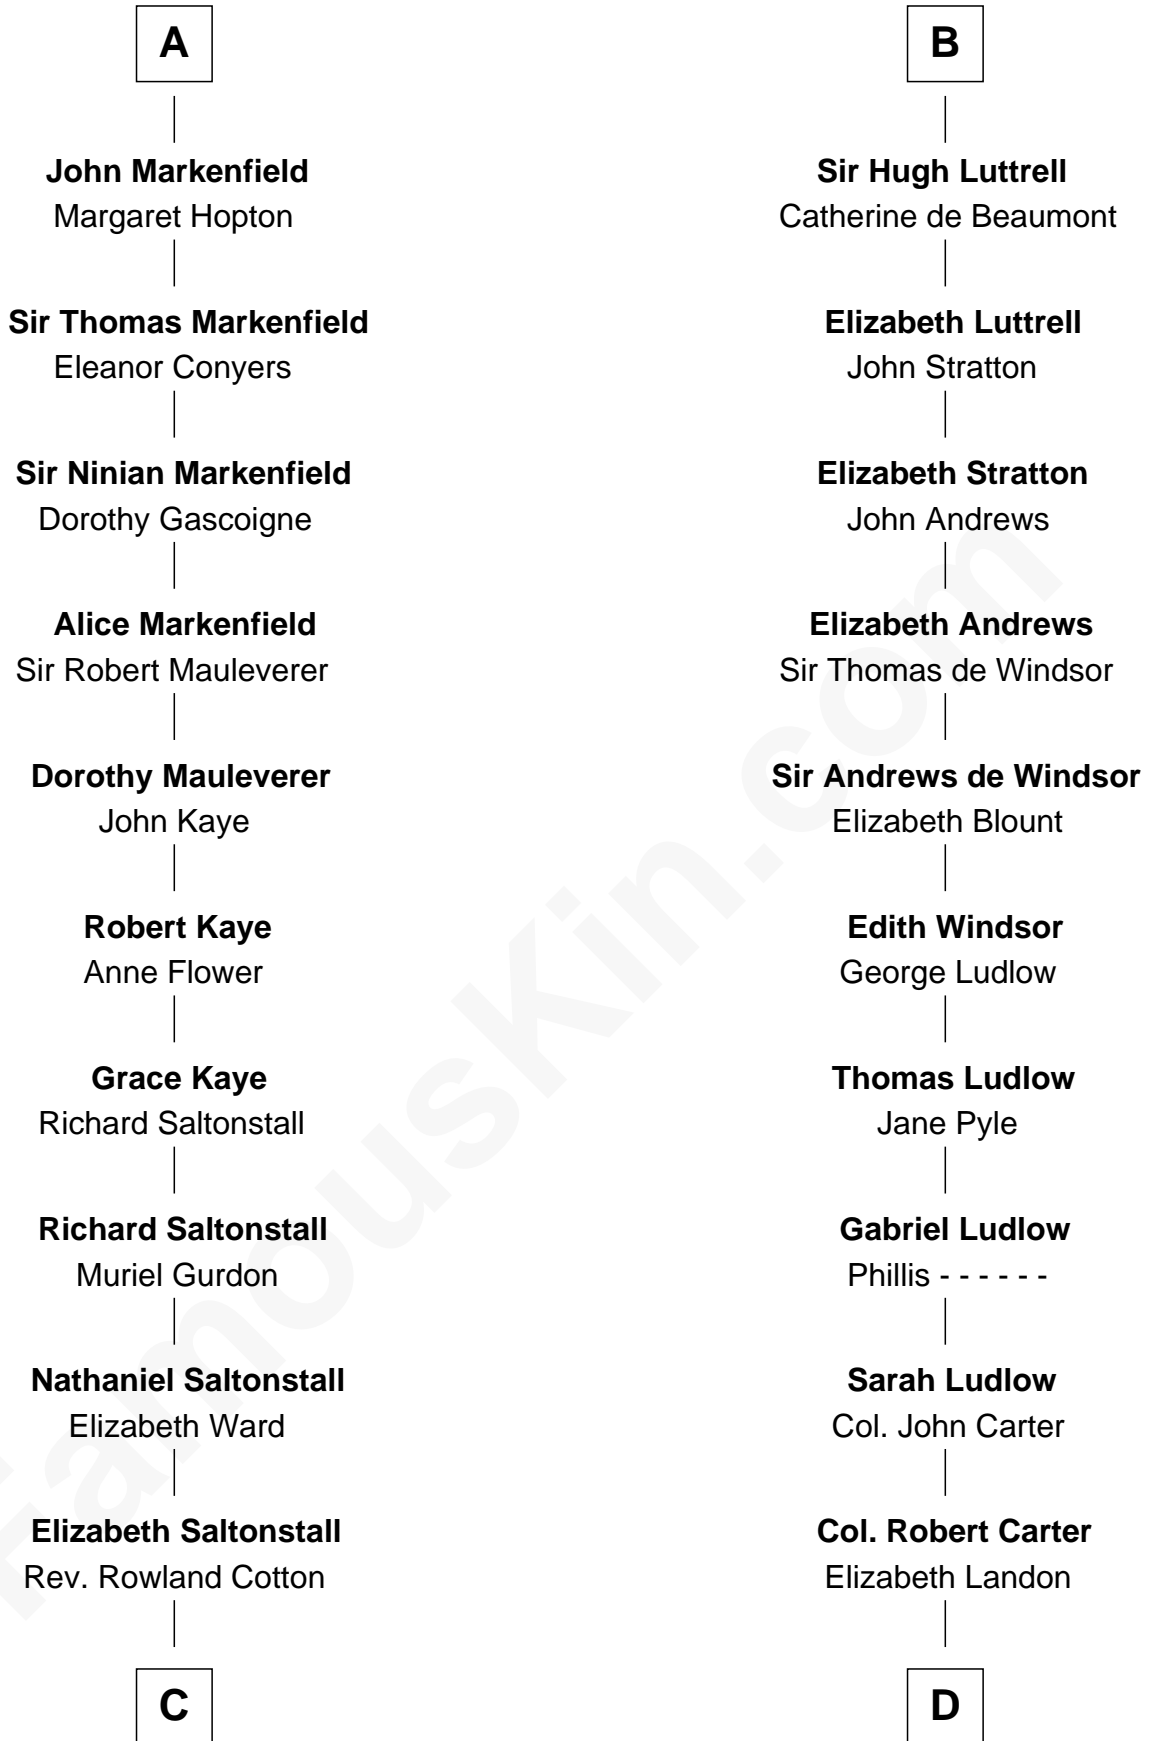 A
John Markenfield
Margaret Hopton
Sir Thomas Markenfield
Eleanor Conyers
Sir Ninian Markenfield
Dorothy Gascoigne
Alice Markenfield
Sir Robert Mauleverer
Dorothy Mauleverer
John Kaye
Robert Kaye
Anne Flower
Grace Kaye
Richard Saltonstall
Richard Saltonstall
Muriel Gurdon
Nathaniel Saltonstall
Elizabeth Ward
Elizabeth Saltonstall
Rev. Rowland Cotton
C
B
Sir Hugh Luttrell
Catherine de Beaumont
Elizabeth Luttrell
John Stratton
Elizabeth Stratton
John Andrews
Elizabeth Andrews
Sir Thomas de Windsor
Sir Andrews de Windsor
Elizabeth Blount
Edith Windsor
George Ludlow
Thomas Ludlow
Jane Pyle
Gabriel Ludlow
Phillis - - - - - -
Sarah Ludlow
Col. John Carter
Col. Robert Carter
Elizabeth Landon
D
FamousKin.com